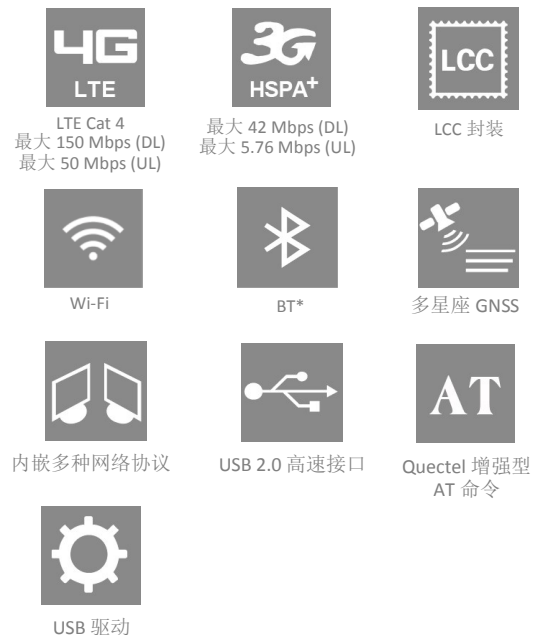 4G
LTE
LTE Cat 4
最大 150 Mbps (DL)
最大 50 Mbps (UL)
3G
HSPA+
最大 42 Mbps (DL)
最大 5.76 Mbps (UL)
LCC
LCC 封装
Wi-Fi
BT*
多星座 GNSS
内嵌多种网络协议
USB 2.0 高速接口
AT
Quectel 增强型
AT 命令
USB 驱动